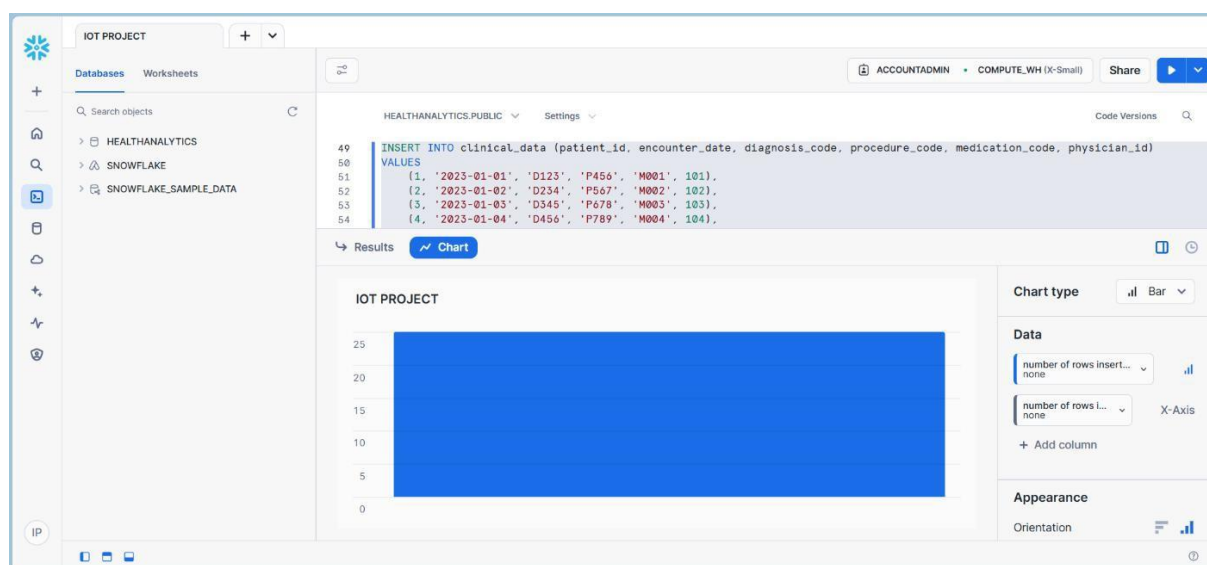 IOT PROJECT
Databases Worksheets
ACCOUNTADMIN • COMPUTE_WH (X-Small) Share
Search objects
HEALTHANALYTICS
SNOWFLAKE
SNOWFLAKE_SAMPLE_DATA
HEALTHANALYTICS.PUBLIC Settings Code Versions
49 INSERT INTO clinical_data (patient_id, encounter_date, diagnosis_code, procedure_code, medication_code, physician_id)
50 VALUES
51 (1, '2023-01-01', 'D123', 'P456', 'M001', 101),
52 (2, '2023-01-02', 'D234', 'P567', 'M002', 102),
53 (3, '2023-01-03', 'D345', 'P678', 'M003', 103),
54 (4, '2023-01-04', 'D456', 'P789', 'M004', 104),
Results Chart
IOT PROJECT
25
20
15
10
5
0
Chart type Bar
Data
number of rows insert...
none
number of rows i...
none
X-Axis
+ Add column
Appearance
Orientation
IP